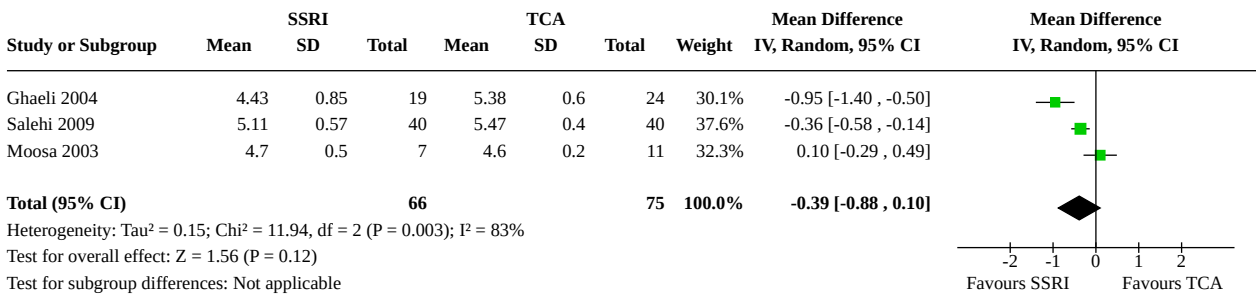 SSRI TCA Mean Difference Mean Difference
Study or Subgroup Mean SD Total Mean SD Total Weight IV, Random, 95% CI IV, Random, 95% CI
Ghaeli 2004 4.43 0.85 19 5.38 0.6 24 30.1% -0.95 [-1.40 , -0.50]
Salehi 2009 5.11 0.57 40 5.47 0.4 40 37.6% -0.36 [-0.58 , -0.14]
Moosa 2003 4.7 0.5 7 4.6 0.2 11 32.3% 0.10 [-0.29 , 0.49]
Total (95% CI) 66 75 100.0% -0.39 [-0.88 , 0.10]
Heterogeneity: Tau² = 0.15; Chi² = 11.94, df = 2 (P = 0.003); I² = 83%
Test for overall effect: Z = 1.56 (P = 0.12)
Test for subgroup differences: Not applicable
-2 -1 0 1 2
Favours SSRI Favours TCA